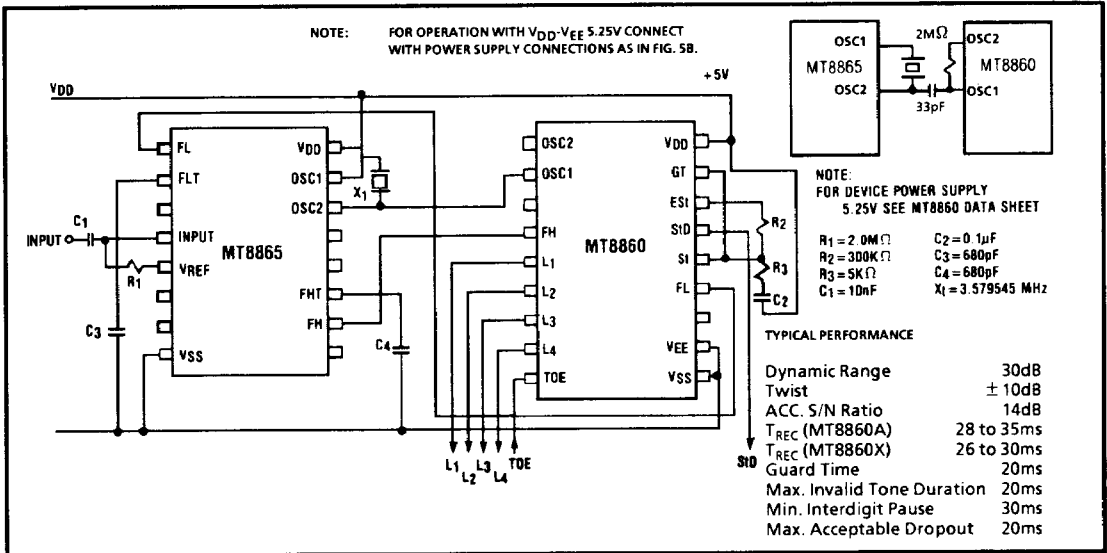 NOTE: FOR OPERATION WITH VDD-VEE 5.25V CONNECT
WITH POWER SUPPLY CONNECTIONS AS IN FIG. 5B.
+5V
VDD
OSC1
OSC2
MT8865
2MΩ
33pF
OSC2
OSC1
MT8860
FL
FLT
INPUT
VREF
VSS
MT8865
VDD
OSC1
OSC2
FHT
FH
C1
INPUT
R1
C3
C4
X1
OSC2
OSC1
FH
L1
L2
L3
L4
TOE
MT8860
VDD
GT
ESt
StD
St
FL
VEE
VSS
R2
R3
C2
L1
L2
L3
L4
TOE
StD
NOTE:
FOR DEVICE POWER SUPPLY
5.25V SEE MT8860 DATA SHEET
R1=2.0MΩ C2=0.1µF
R2=300KΩ C3=680pF
R3=5KΩ C4=680pF
C1=10nF Xt=3.579545 MHz
TYPICAL PERFORMANCE
Dynamic Range 30dB
Twist ± 10dB
ACC. S/N Ratio 14dB
TREC (MT8860A) 28 to 35ms
TREC (MT8860X) 26 to 30ms
Guard Time 20ms
Max. Invalid Tone Duration 20ms
Min. Interdigit Pause 30ms
Max. Acceptable Dropout 20ms